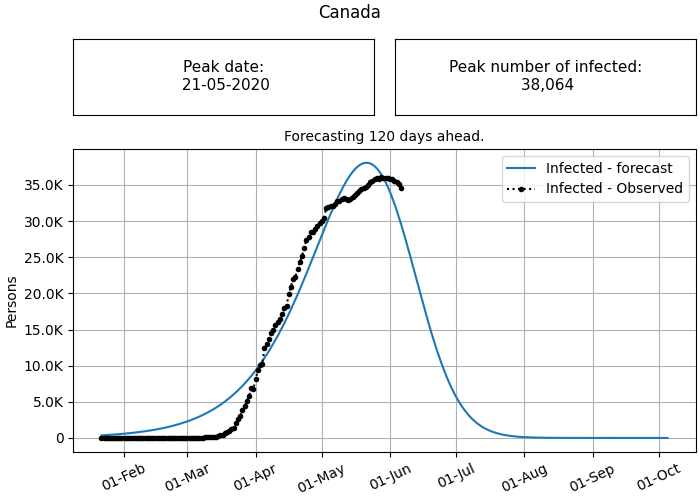 Canada
Peak date:
21-05-2020
Peak number of infected:
38,064
Forecasting 120 days ahead.
Infected - forecast
Infected - Observed
Persons
35.0K
30.0K
25.0K
20.0K
15.0K
10.0K
5.0K
0
01-Feb
01-Mar
01-Apr
01-May
01-Jun
01-Jul
01-Aug
01-Sep
01-Oct